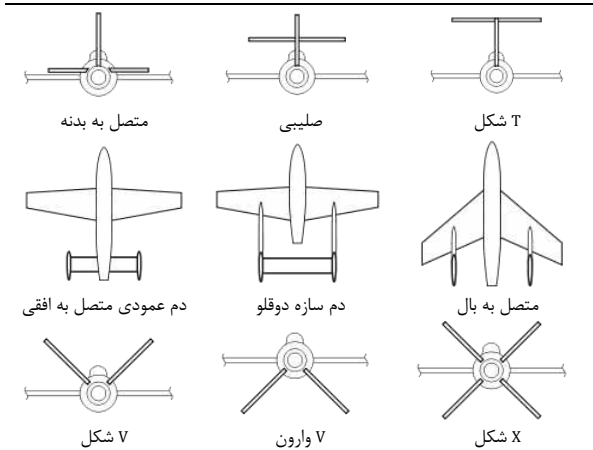 T شکل
صلیبی
متصل به بدنه
متصل به بال
دم سازه دوقلو
دم عمودی متصل به افقی
X شکل
V وارون
V شکل